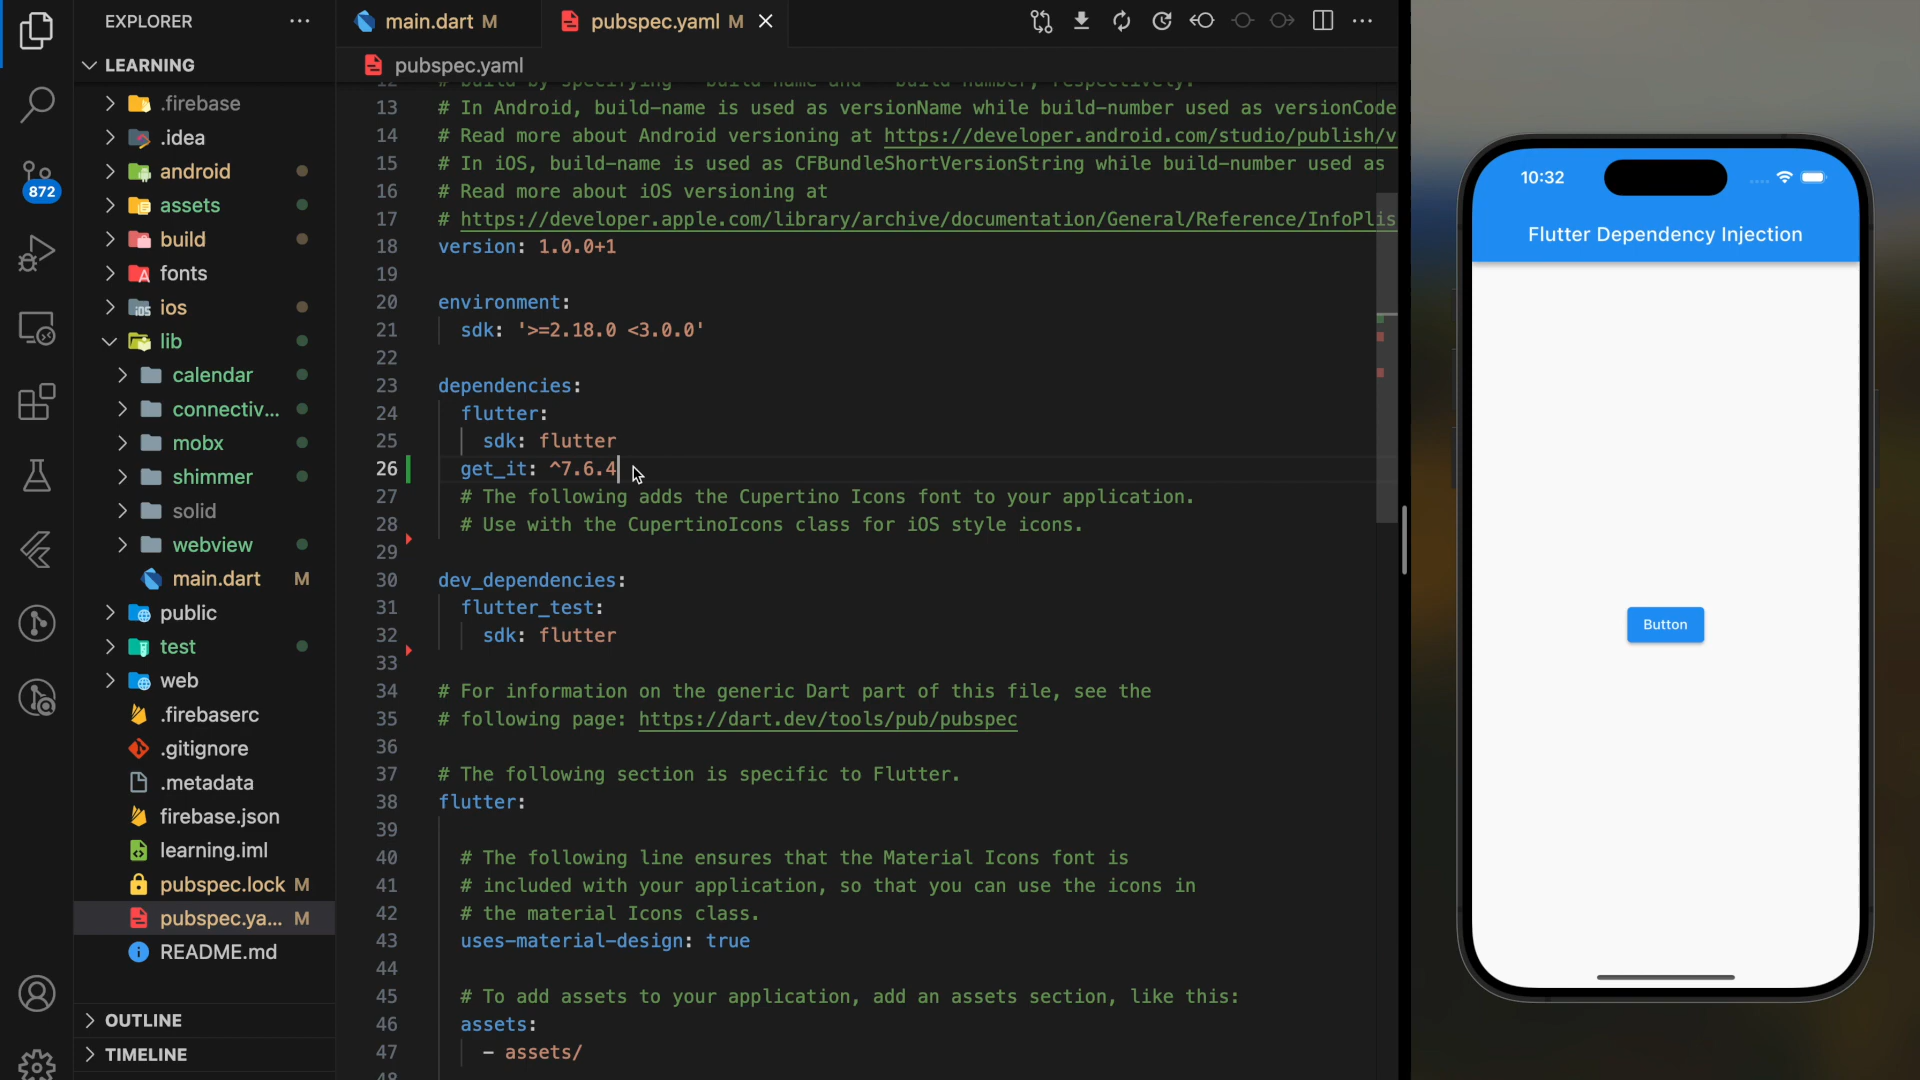 EXPLORER
LEARNING
.firebase
.idea
android
assets
build
fonts
ios
lib
calendar
connectiv...
mobx
shimmer
solid
webview
main.dart M
public
test
web
.firebaserc
.gitignore
.metadata
firebase.json
learning.iml
pubspec.lock M
pubspec.ya... M
README.md
OUTLINE
TIMELINE
872
main.dart M
pubspec.yaml M
pubspec.yaml
12 # build by specifying --build-name and --build-number, respectively.
13 # In Android, build-name is used as versionName while build-number used as versionCode
14 # Read more about Android versioning at https://developer.android.com/studio/publish/v
15 # In iOS, build-name is used as CFBundleShortVersionString while build-number used as
16 # Read more about iOS versioning at
17 # https://developer.apple.com/library/archive/documentation/General/Reference/InfoPlis
18 version: 1.0.0+1
19
20 environment:
21 sdk: '>=2.18.0 <3.0.0'
22
23 dependencies:
24 flutter:
25 sdk: flutter
26 get_it: ^7.6.4
27 # The following adds the Cupertino Icons font to your application.
28 # Use with the CupertinoIcons class for iOS style icons.
29
30 dev_dependencies:
31 flutter_test:
32 sdk: flutter
33
34 # For information on the generic Dart part of this file, see the
35 # following page: https://dart.dev/tools/pub/pubspec
36
37 # The following section is specific to Flutter.
38 flutter:
39
40 # The following line ensures that the Material Icons font is
41 # included with your application, so that you can use the icons in
42 # the material Icons class.
43 uses-material-design: true
44
45 # To add assets to your application, add an assets section, like this:
46 assets:
47 - assets/
48
10:32
Flutter Dependency Injection
Button